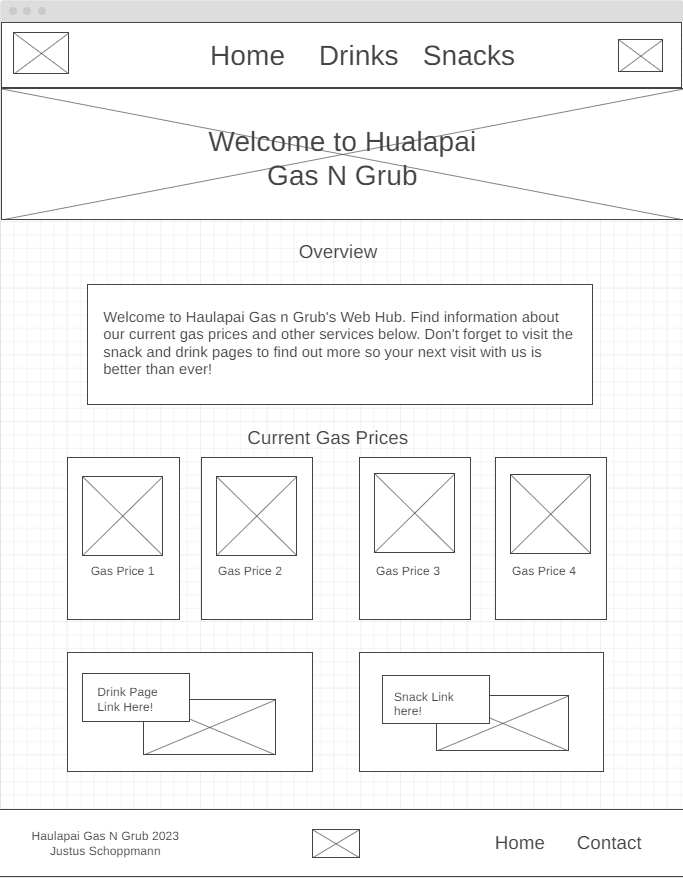 Home Drinks Snacks
Welcome to Hualapai
Gas N Grub
Overview
Welcome to Haulapai Gas n Grub's Web Hub. Find information about
our current gas prices and other services below. Don't forget to visit the
snack and drink pages to find out more so your next visit with us is
better than ever!
Current Gas Prices
Gas Price 1
Gas Price 2
Gas Price 3
Gas Price 4
Drink Page
Link Here!
Snack Link
here!
Haulapai Gas N Grub 2023
Justus Schoppmann
Home Contact